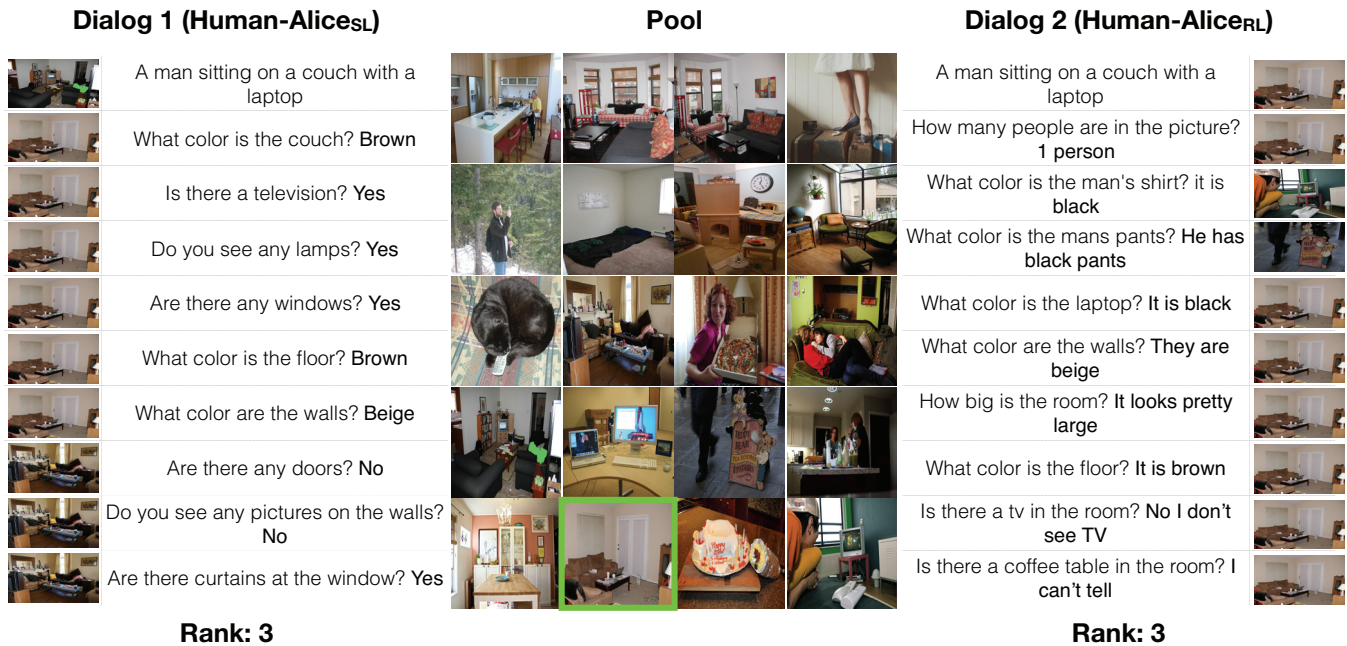 Dialog 1 (Human-AliceSL)
Pool
Dialog 2 (Human-AliceRL)
A man sitting on a couch with a
laptop
What color is the couch? Brown
Is there a television? Yes
Do you see any lamps? Yes
Are there any windows? Yes
What color is the floor? Brown
What color are the walls? Beige
Are there any doors? No
Do you see any pictures on the walls?
No
Are there curtains at the window? Yes
Rank: 3
A man sitting on a couch with a
laptop
How many people are in the picture?
1 person
What color is the man's shirt? it is
black
What color is the mans pants? He has
black pants
What color is the laptop? It is black
What color are the walls? They are
beige
How big is the room? It looks pretty
large
What color is the floor? It is brown
Is there a tv in the room? No I don't
see TV
Is there a coffee table in the room? I
can't tell
Rank: 3